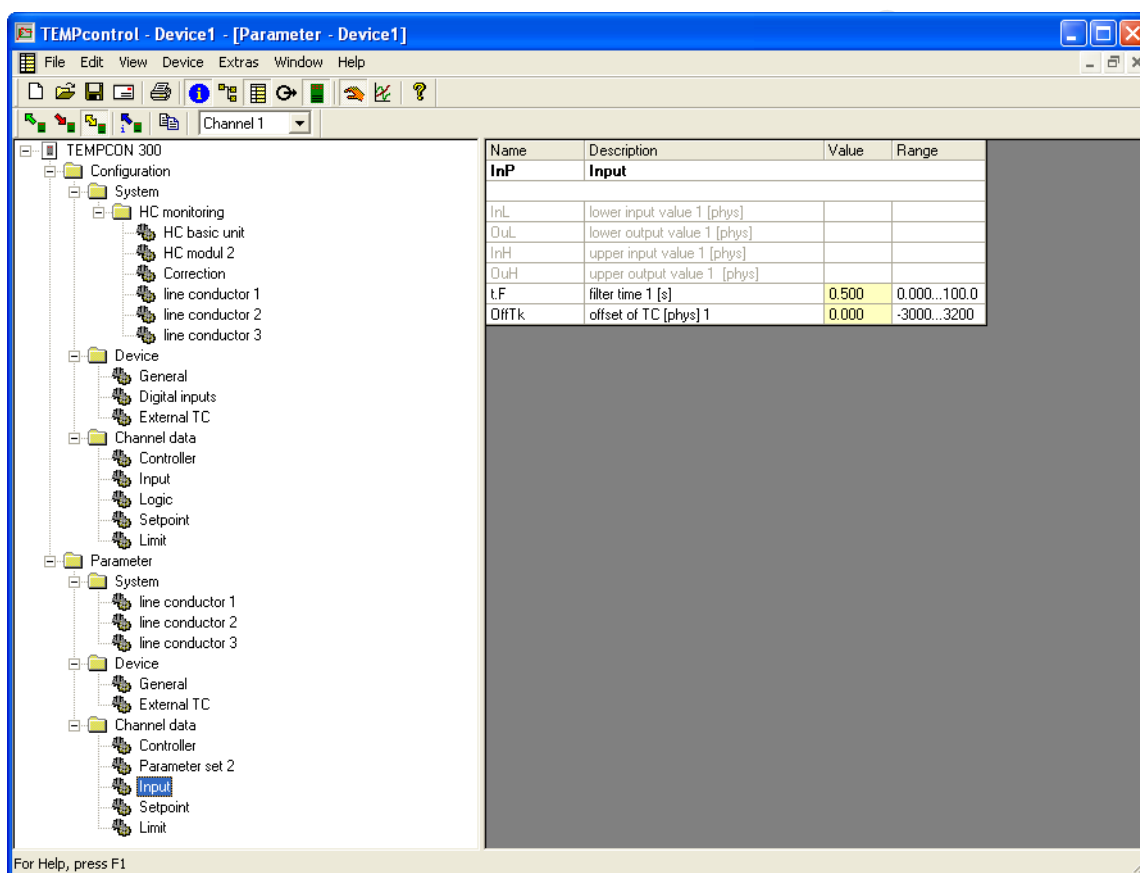 TEMPcontrol - Device1 - [Parameter - Device1]
File Edit View Device Extras Window Help
Channel 1
TEMPCON 300
Configuration
System
HC monitoring
HC basic unit
HC modul 2
Correction
line conductor 1
line conductor 2
line conductor 3
Device
General
Digital inputs
External TC
Channel data
Controller
Input
Logic
Setpoint
Limit
Parameter
System
line conductor 1
line conductor 2
line conductor 3
Device
General
External TC
Channel data
Controller
Parameter set 2
Input
Setpoint
Limit
Name Description Value Range
InP Input
InL lower input value 1 [phys]
OuL lower output value 1 [phys]
InH upper input value 1 [phys]
OuH upper output value 1 [phys]
t.F filter time 1 [s] 0.500 0.000...100.0
OffTk offset of TC [phys] 1 0.000 -3000...3200
For Help, press F1